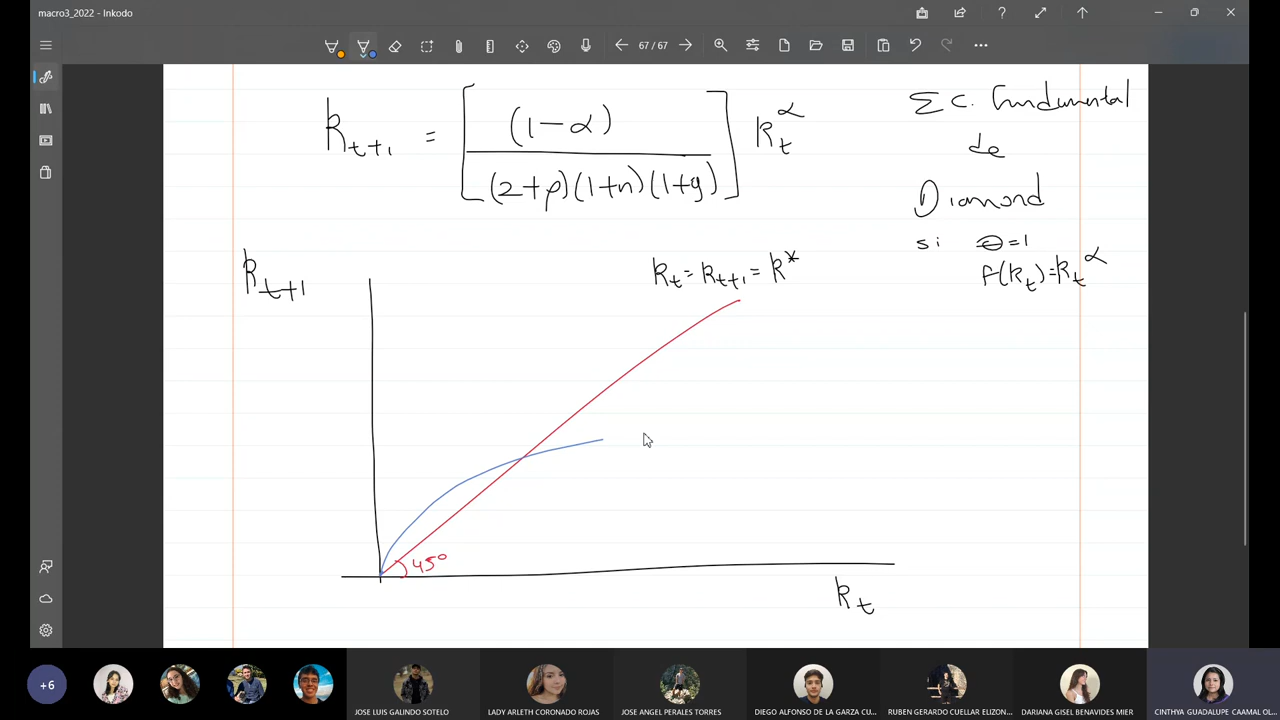 macro3_2022 - Inkodo
67 / 67
k_{t+1} = [ (1-α) / (2+ρ)(1+n)(1+g) ] k_t^α
Ec. Fundamental
de
Diamond
si θ=1
f(k_t)=k_t^α
k_{t+1}
k_t = k_{t+1} = k*
45°
k_t
+6
JOSE LUIS GALINDO SOTELO
LADY ARLETH CORONADO ROJAS
JOSE ANGEL PERALES TORRES
DIEGO ALFONSO DE LA GARZA CU...
RUBEN GERARDO CUELLAR ELIZON...
DARIANA GISEL BENAVIDES MIER
CINTHYA GUADALUPE CAAMAL OL...